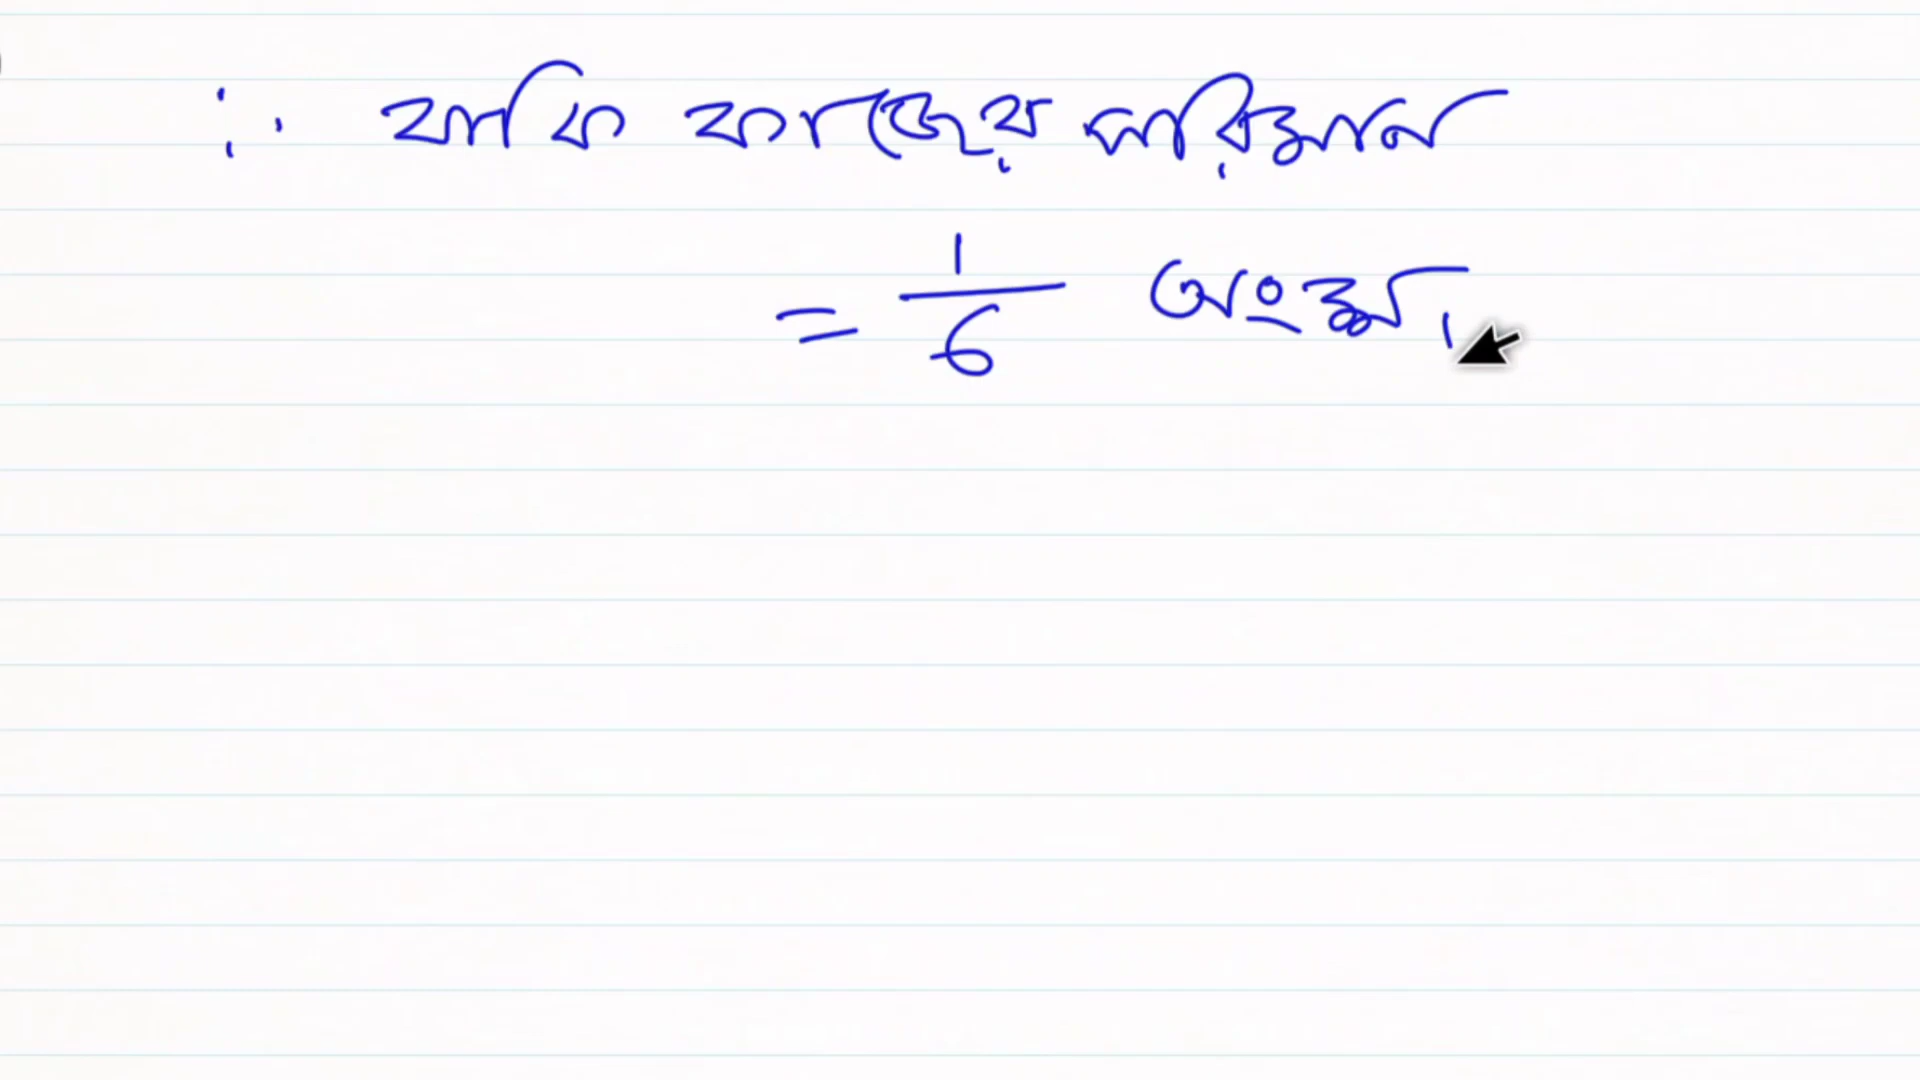 ∴ বাকি কাজের পরিমাণ
= 1/6 অংশ।